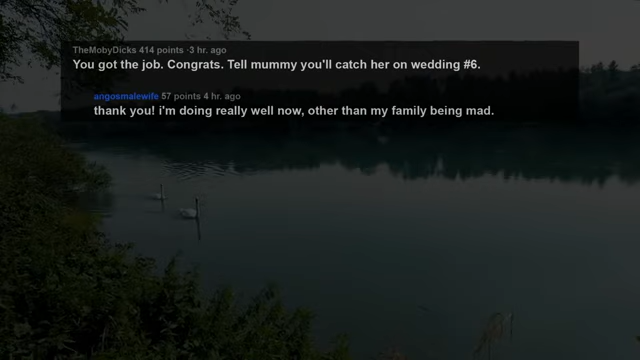 TheMobyDicks 414 points ·3 hr. ago
You got the job. Congrats. Tell mummy you'll catch her on wedding #6.
angosmalewife 57 points 4 hr. ago
thank you! i'm doing really well now, other than my family being mad.